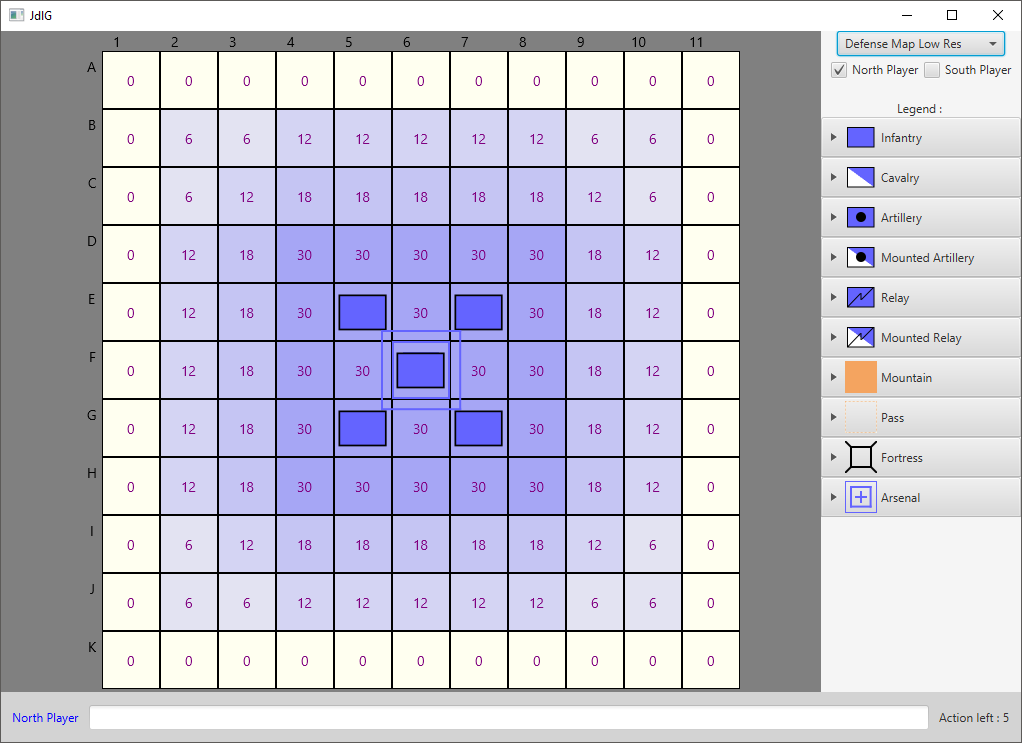 JdlG
1 2 3 4 5 6 7 8 9 10 11
A 0 0 0 0 0 0 0 0 0 0 0
B 0 6 6 12 12 12 12 12 6 6 0
C 0 6 12 18 18 18 18 18 12 6 0
D 0 12 18 30 30 30 30 30 18 12 0
E 0 12 18 30 30 30 18 12 0
F 0 12 18 30 30 30 30 18 12 0
G 0 12 18 30 30 30 18 12 0
H 0 12 18 30 30 30 30 30 18 12 0
I 0 6 12 18 18 18 18 18 12 6 0
J 0 6 6 12 12 12 12 12 6 6 0
K 0 0 0 0 0 0 0 0 0 0 0
Defense Map Low Res
North Player South Player
Legend :
Infantry
Cavalry
Artillery
Mounted Artillery
Relay
Mounted Relay
Mountain
Pass
Fortress
Arsenal
North Player Action left : 5